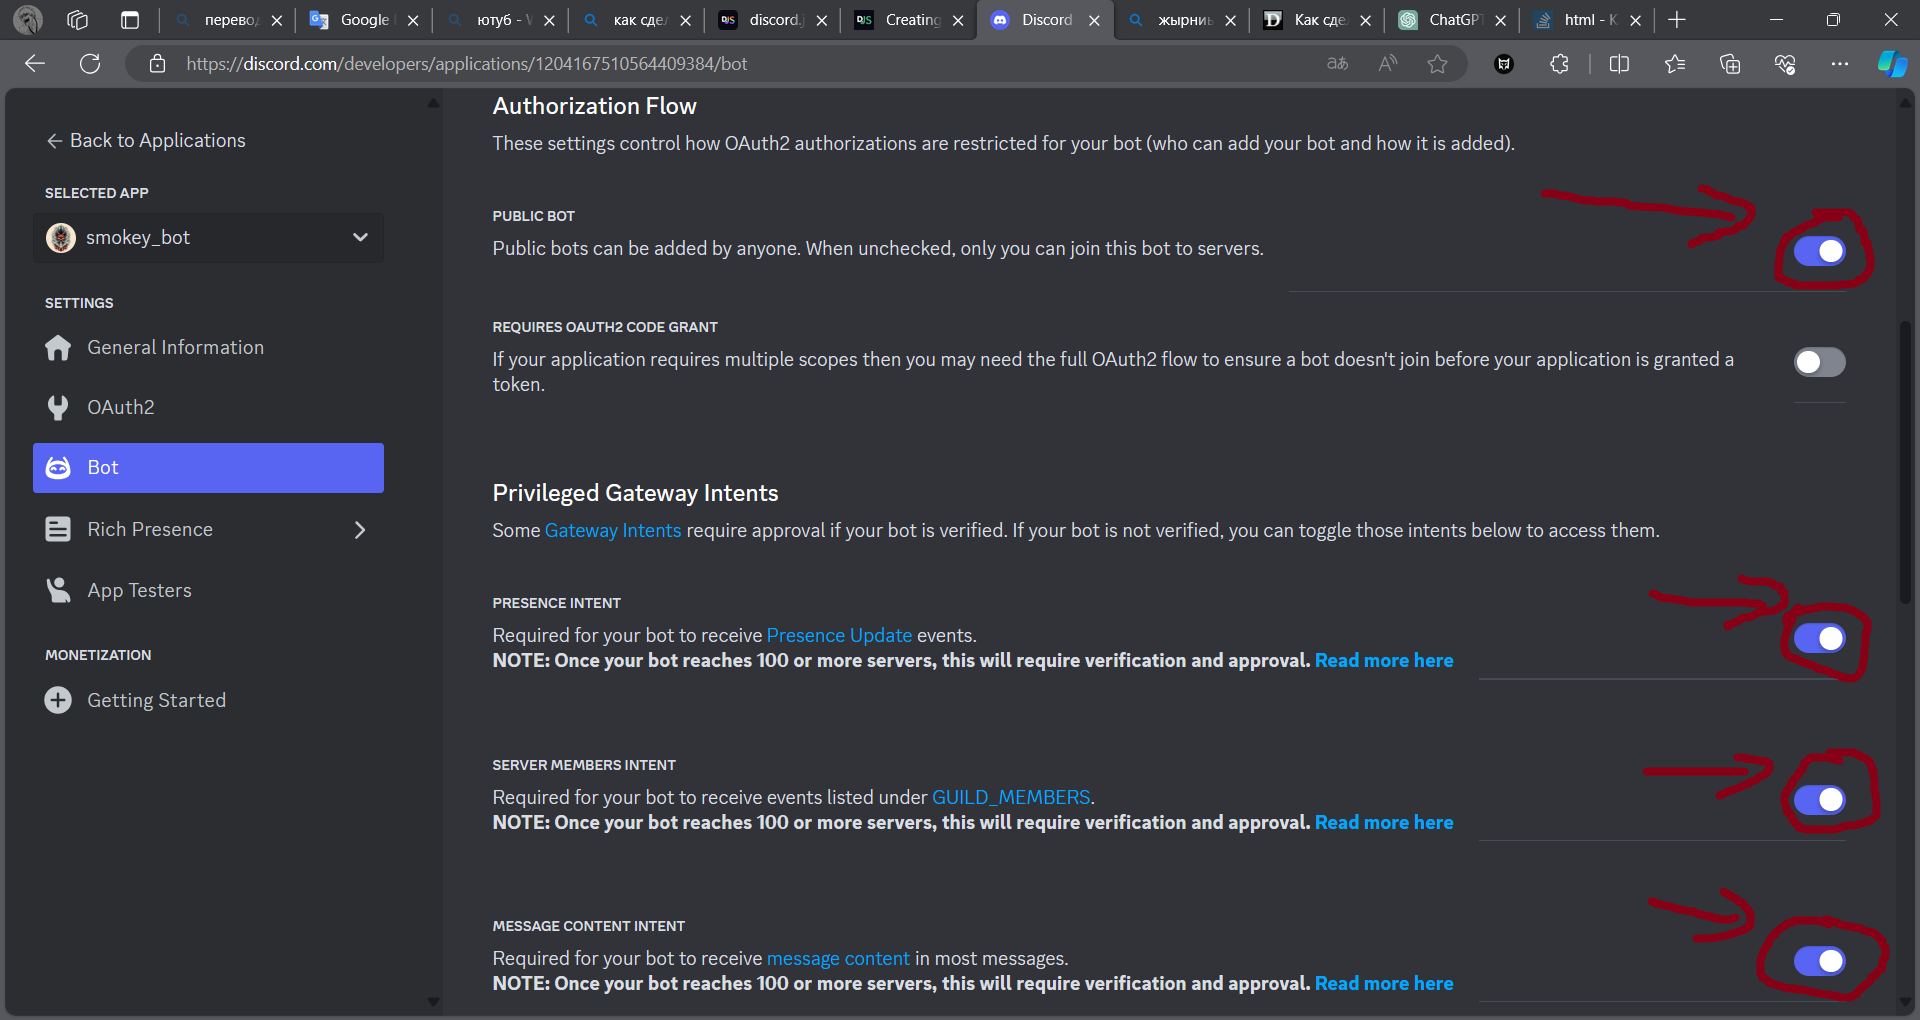 перевод
Google
ютуб - Y
как сдел
discord.j
Creating
Discord
жырни
Как сде
ChatGPT
html - K
https://discord.com/developers/applications/1204167510564409384/bot
Back to Applications
SELECTED APP
smokey_bot
SETTINGS
General Information
OAuth2
Bot
Rich Presence
App Testers
MONETIZATION
Getting Started
Authorization Flow
These settings control how OAuth2 authorizations are restricted for your bot (who can add your bot and how it is added).
PUBLIC BOT
Public bots can be added by anyone. When unchecked, only you can join this bot to servers.
REQUIRES OAUTH2 CODE GRANT
If your application requires multiple scopes then you may need the full OAuth2 flow to ensure a bot doesn't join before your application is granted a
token.
Privileged Gateway Intents
Some Gateway Intents require approval if your bot is verified. If your bot is not verified, you can toggle those intents below to access them.
PRESENCE INTENT
Required for your bot to receive Presence Update events.
NOTE: Once your bot reaches 100 or more servers, this will require verification and approval. Read more here
SERVER MEMBERS INTENT
Required for your bot to receive events listed under GUILD_MEMBERS.
NOTE: Once your bot reaches 100 or more servers, this will require verification and approval. Read more here
MESSAGE CONTENT INTENT
Required for your bot to receive message content in most messages.
NOTE: Once your bot reaches 100 or more servers, this will require verification and approval. Read more here